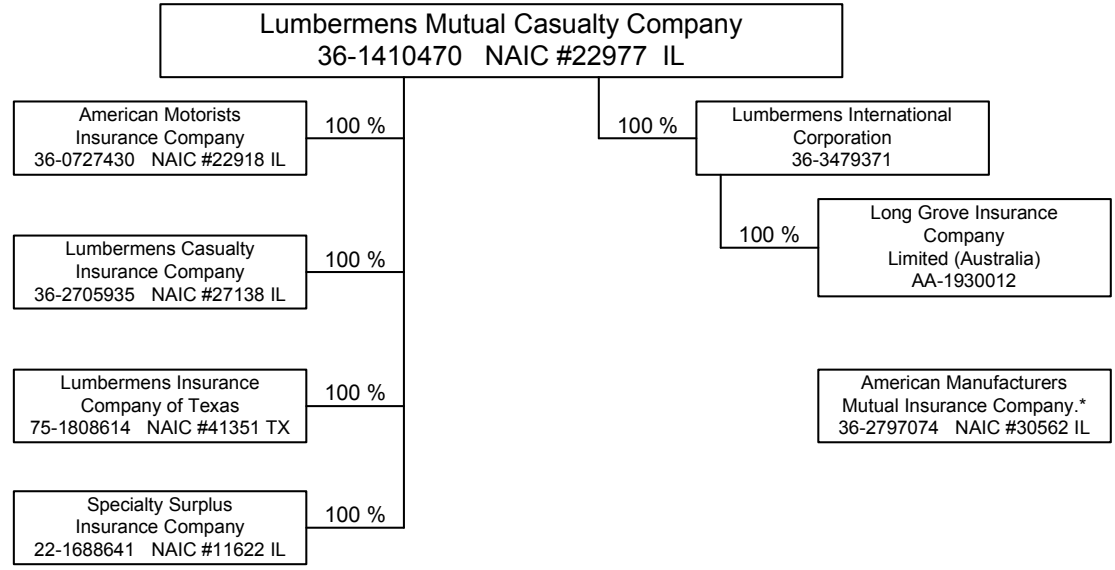 Lumbermens Mutual Casualty Company
36-1410470 NAIC #22977 IL
American Motorists
Insurance Company
36-0727430 NAIC #22918 IL
100 %
100 %
Lumbermens International
Corporation
36-3479371
100 %
Long Grove Insurance
Company
Limited (Australia)
AA-1930012
Lumbermens Casualty
Insurance Company
36-2705935 NAIC #27138 IL
100 %
Lumbermens Insurance
Company of Texas
75-1808614 NAIC #41351 TX
100 %
American Manufacturers
Mutual Insurance Company.*
36-2797074 NAIC #30562 IL
Specialty Surplus
Insurance Company
22-1688641 NAIC #11622 IL
100 %